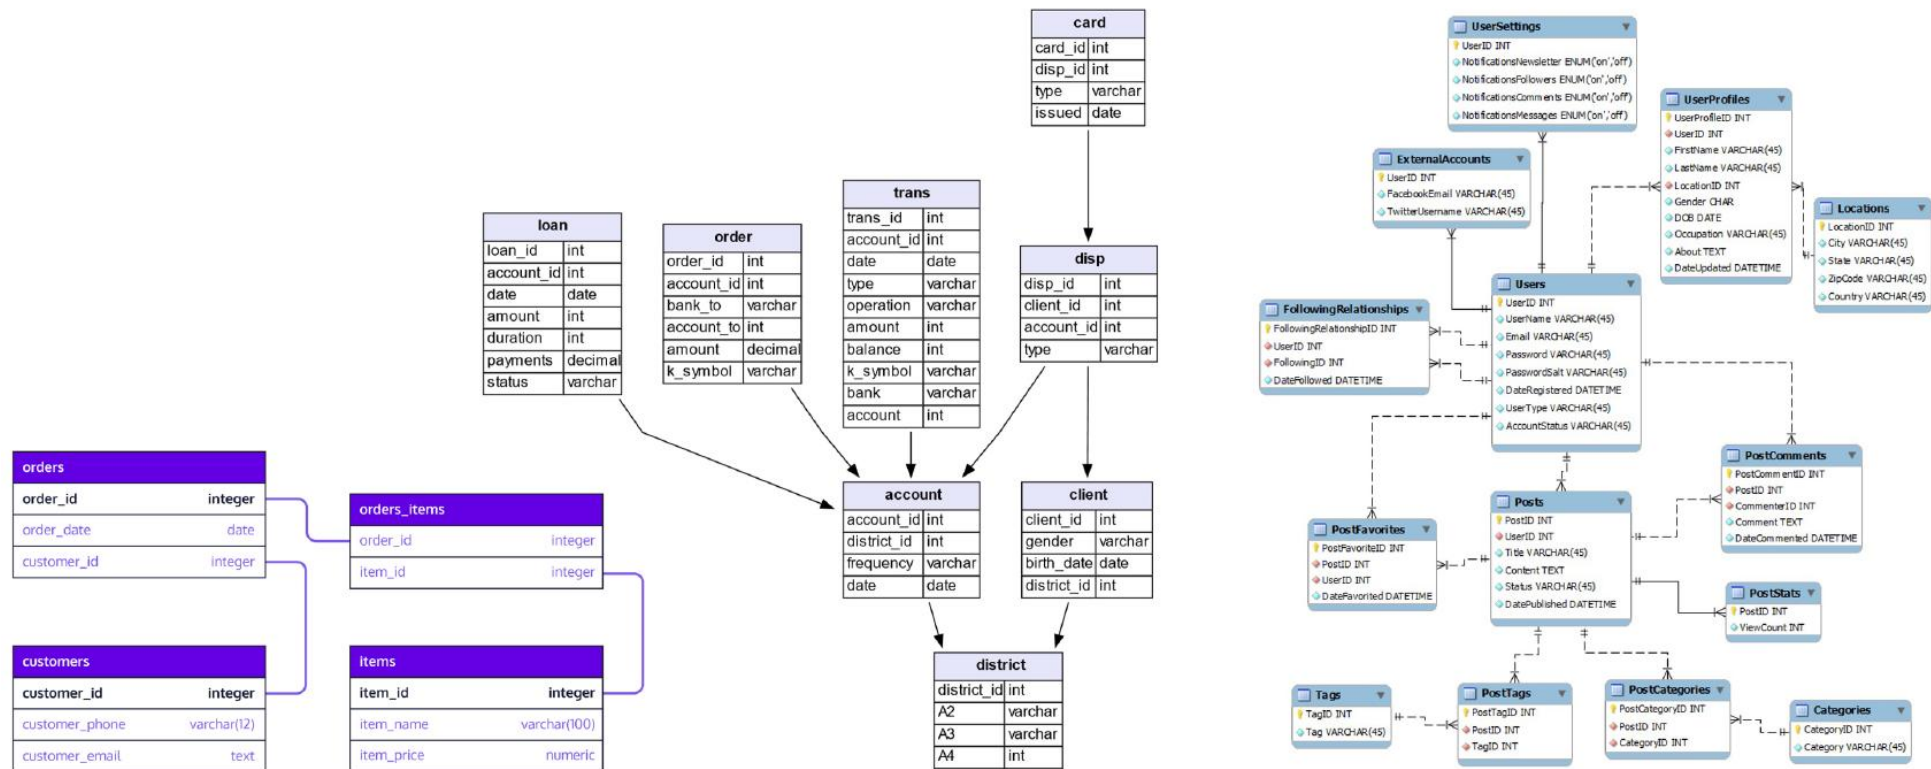 orders
order_id integer
order_date date
customer_id integer
customers
customer_id integer
customer_phone varchar(12)
customer_email text
orders_items
order_id integer
item_id integer
items
item_id integer
item_name varchar(100)
item_price numeric
loan
loan_id int
account_id int
date date
amount int
duration int
payments decimal
status varchar
order
order_id int
account_id int
bank_to varchar
account_to int
amount decimal
k_symbol varchar
trans
trans_id int
account_id int
date date
type varchar
operation varchar
amount int
balance int
k_symbol varchar
bank varchar
account int
card
card_id int
disp_id int
type varchar
issued date
disp
disp_id int
client_id int
account_id int
type varchar
account
account_id int
district_id int
frequency varchar
date date
client
client_id int
gender varchar
birth_date date
district_id int
district
district_id int
A2 varchar
A3 varchar
A4 int
UserSettings
UserID INT
NotificationsNewsletter ENUM('on','off')
NotificationsFollowers ENUM('on','off')
NotificationsComments ENUM('on','off')
NotificationsMessages ENUM('on','off')
ExternalAccounts
UserID INT
FacebookEmail VARCHAR(45)
TwitterUsername VARCHAR(45)
UserProfiles
UserProfileID INT
UserID INT
FirstName VARCHAR(45)
LastName VARCHAR(45)
LocationID INT
Gender CHAR
DOB DATE
Occupation VARCHAR(45)
About TEXT
DateUpdated DATETIME
Locations
LocationID INT
City VARCHAR(45)
State VARCHAR(45)
ZipCode VARCHAR(45)
Country VARCHAR(45)
Users
UserID INT
UserName VARCHAR(45)
Email VARCHAR(45)
Password VARCHAR(45)
PasswordSalt VARCHAR(45)
DateRegistered DATETIME
UserType VARCHAR(45)
AccountStatus VARCHAR(45)
FollowingRelationships
FollowingRelationshipID INT
UserID INT
FollowingID INT
DateFollowed DATETIME
PostComments
PostCommentID INT
PostID INT
CommenterID INT
Comment TEXT
DateCommented DATETIME
Posts
PostID INT
UserID INT
Title VARCHAR(45)
Content TEXT
Status VARCHAR(45)
DatePublished DATETIME
PostFavorites
PostFavoriteID INT
PostID INT
UserID INT
DateFavorited DATETIME
PostStats
PostID INT
ViewCount INT
Tags
TagID INT
Tag VARCHAR(45)
PostTags
PostTagID INT
PostID INT
TagID INT
PostCategories
PostCategoryID INT
PostID INT
CategoryID INT
Categories
CategoryID INT
Category VARCHAR(45)